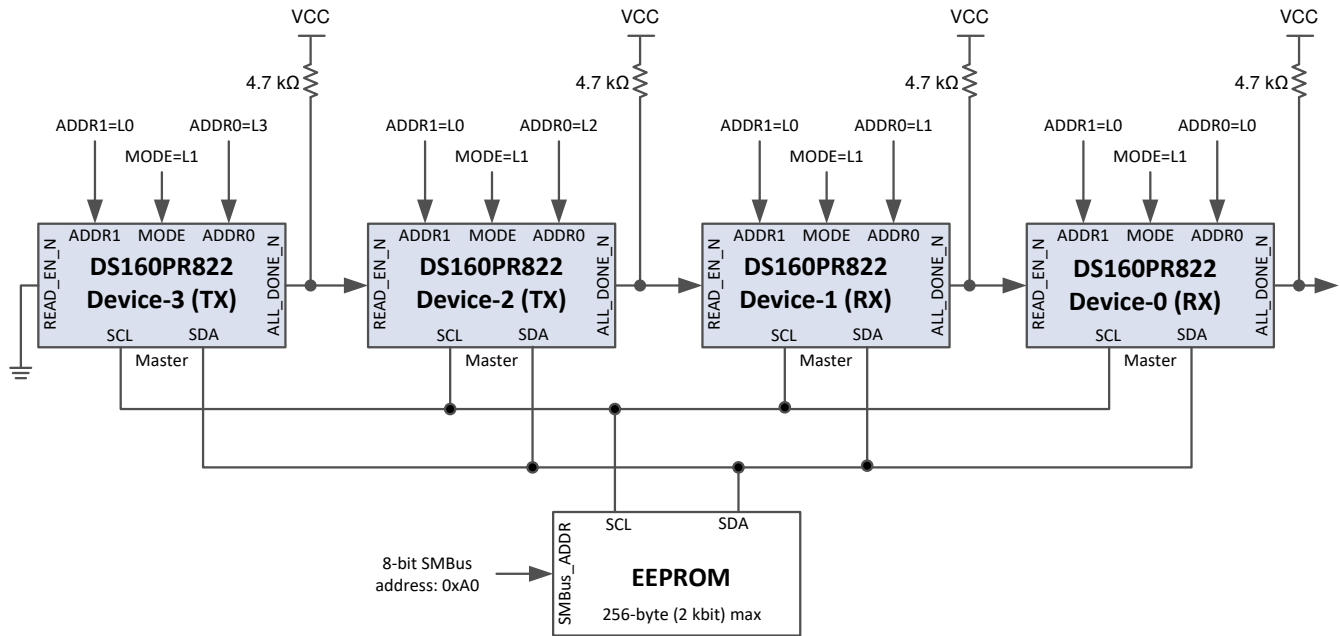 VCC
VCC
VCC
VCC
4.7 kΩ
4.7 kΩ
4.7 kΩ
4.7 kΩ
ADDR1=L0
ADDR0=L3
MODE=L1
ADDR1=L0
ADDR0=L2
MODE=L1
ADDR1=L0
ADDR0=L1
MODE=L1
ADDR1=L0
ADDR0=L0
MODE=L1
READ_EN_N
ADDR1 MODE ADDR0
DS160PR822
Device-3 (TX)
SCL SDA
ALL_DONE_N
Master
READ_EN_N
ADDR1 MODE ADDR0
DS160PR822
Device-2 (TX)
SCL SDA
ALL_DONE_N
Master
READ_EN_N
ADDR1 MODE ADDR0
DS160PR822
Device-1 (RX)
SCL SDA
ALL_DONE_N
Master
READ_EN_N
ADDR1 MODE ADDR0
DS160PR822
Device-0 (RX)
SCL SDA
ALL_DONE_N
Master
8-bit SMBus
address: 0xA0
SMBus_ADDR
SCL SDA
EEPROM
256-byte (2 kbit) max